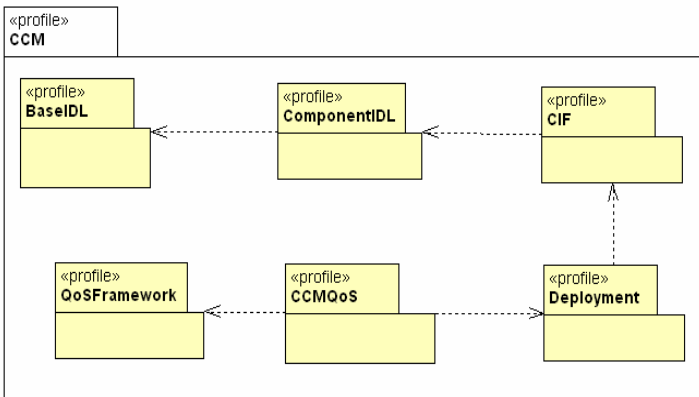 «profile»
CCM
«profile»
BaseIDL
«profile»
ComponentIDL
«profile»
CIF
«profile»
QoSFramework
«profile»
CCMQoS
«profile»
Deployment